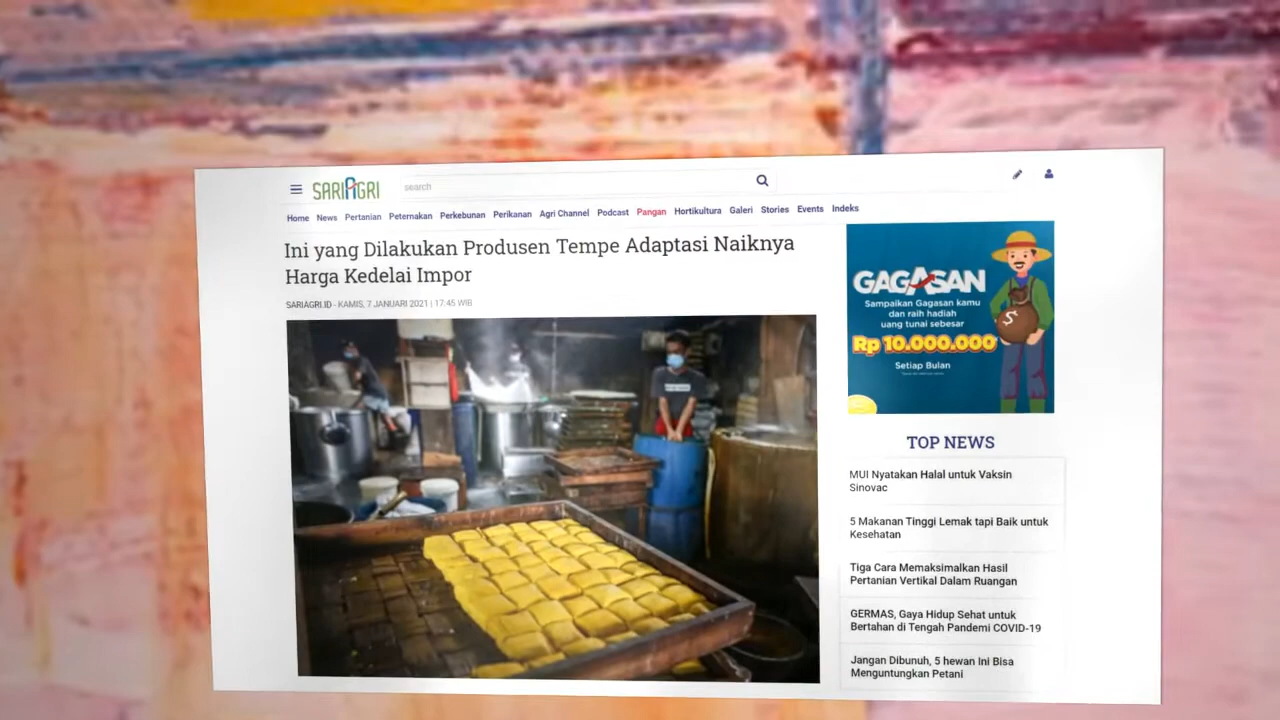 SARIAGRI
search
Home News Pertanian Peternakan Perkebunan Perikanan Agri Channel Podcast Pangan Hortikultura Galeri Stories Events Indeks
Ini yang Dilakukan Produsen Tempe Adaptasi Naiknya
Harga Kedelai Impor
SARIAGRI.ID - KAMIS, 7 JANUARI 2021 | 17:45 WIB
GAGASAN
Sampaikan Gagasan kamu
dan raih hadiah
uang tunai sebesar
Rp 10.000.000
Setiap Bulan
TOP NEWS
MUI Nyatakan Halal untuk Vaksin
Sinovac
5 Makanan Tinggi Lemak tapi Baik untuk
Kesehatan
Tiga Cara Memaksimalkan Hasil
Pertanian Vertikal Dalam Ruangan
GERMAS, Gaya Hidup Sehat untuk
Bertahan di Tengah Pandemi COVID-19
Jangan Dibunuh, 5 hewan Ini Bisa
Menguntungkan Petani